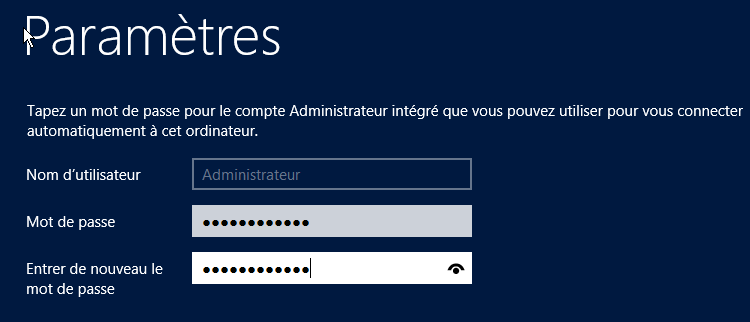 Paramètres
Tapez un mot de passe pour le compte Administrateur intégré que vous pouvez utiliser pour vous connecter
automatiquement à cet ordinateur.
Nom d'utilisateur
Administrateur
Mot de passe
●●●●●●●●●●●●
Entrer de nouveau le
mot de passe
●●●●●●●●●●●●